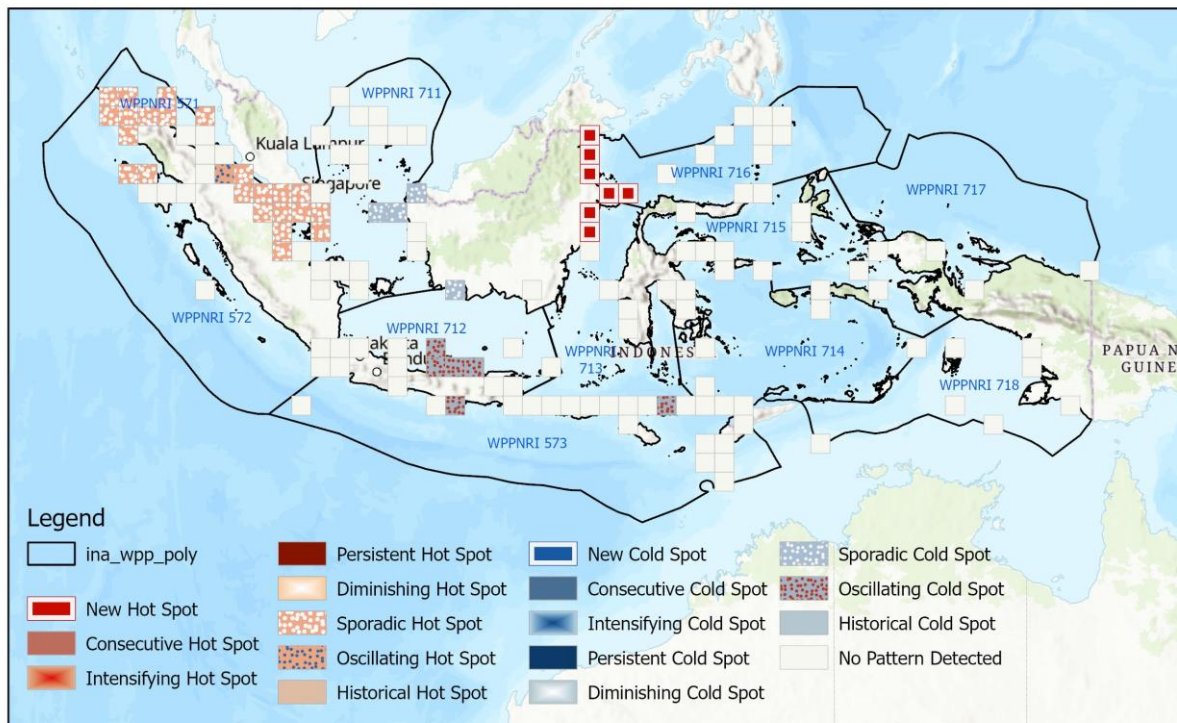 WPPNRI 571
WPPNRI 711
Kuala Lumpur
Singapore
WPPNRI 716
WPPNRI 717
WPPNRI 715
WPPNRI 572
WPPNRI 712
WPPNRI
713
INDONES
WPPNRI 714
PAPUA N
GUINE
WPPNRI 718
WPPNRI 573
Legend
ina_wpp_poly
New Hot Spot
Consecutive Hot Spot
Intensifying Hot Spot
Persistent Hot Spot
Diminishing Hot Spot
Sporadic Hot Spot
Oscillating Hot Spot
Historical Hot Spot
New Cold Spot
Consecutive Cold Spot
Intensifying Cold Spot
Persistent Cold Spot
Diminishing Cold Spot
Sporadic Cold Spot
Oscillating Cold Spot
Historical Cold Spot
No Pattern Detected